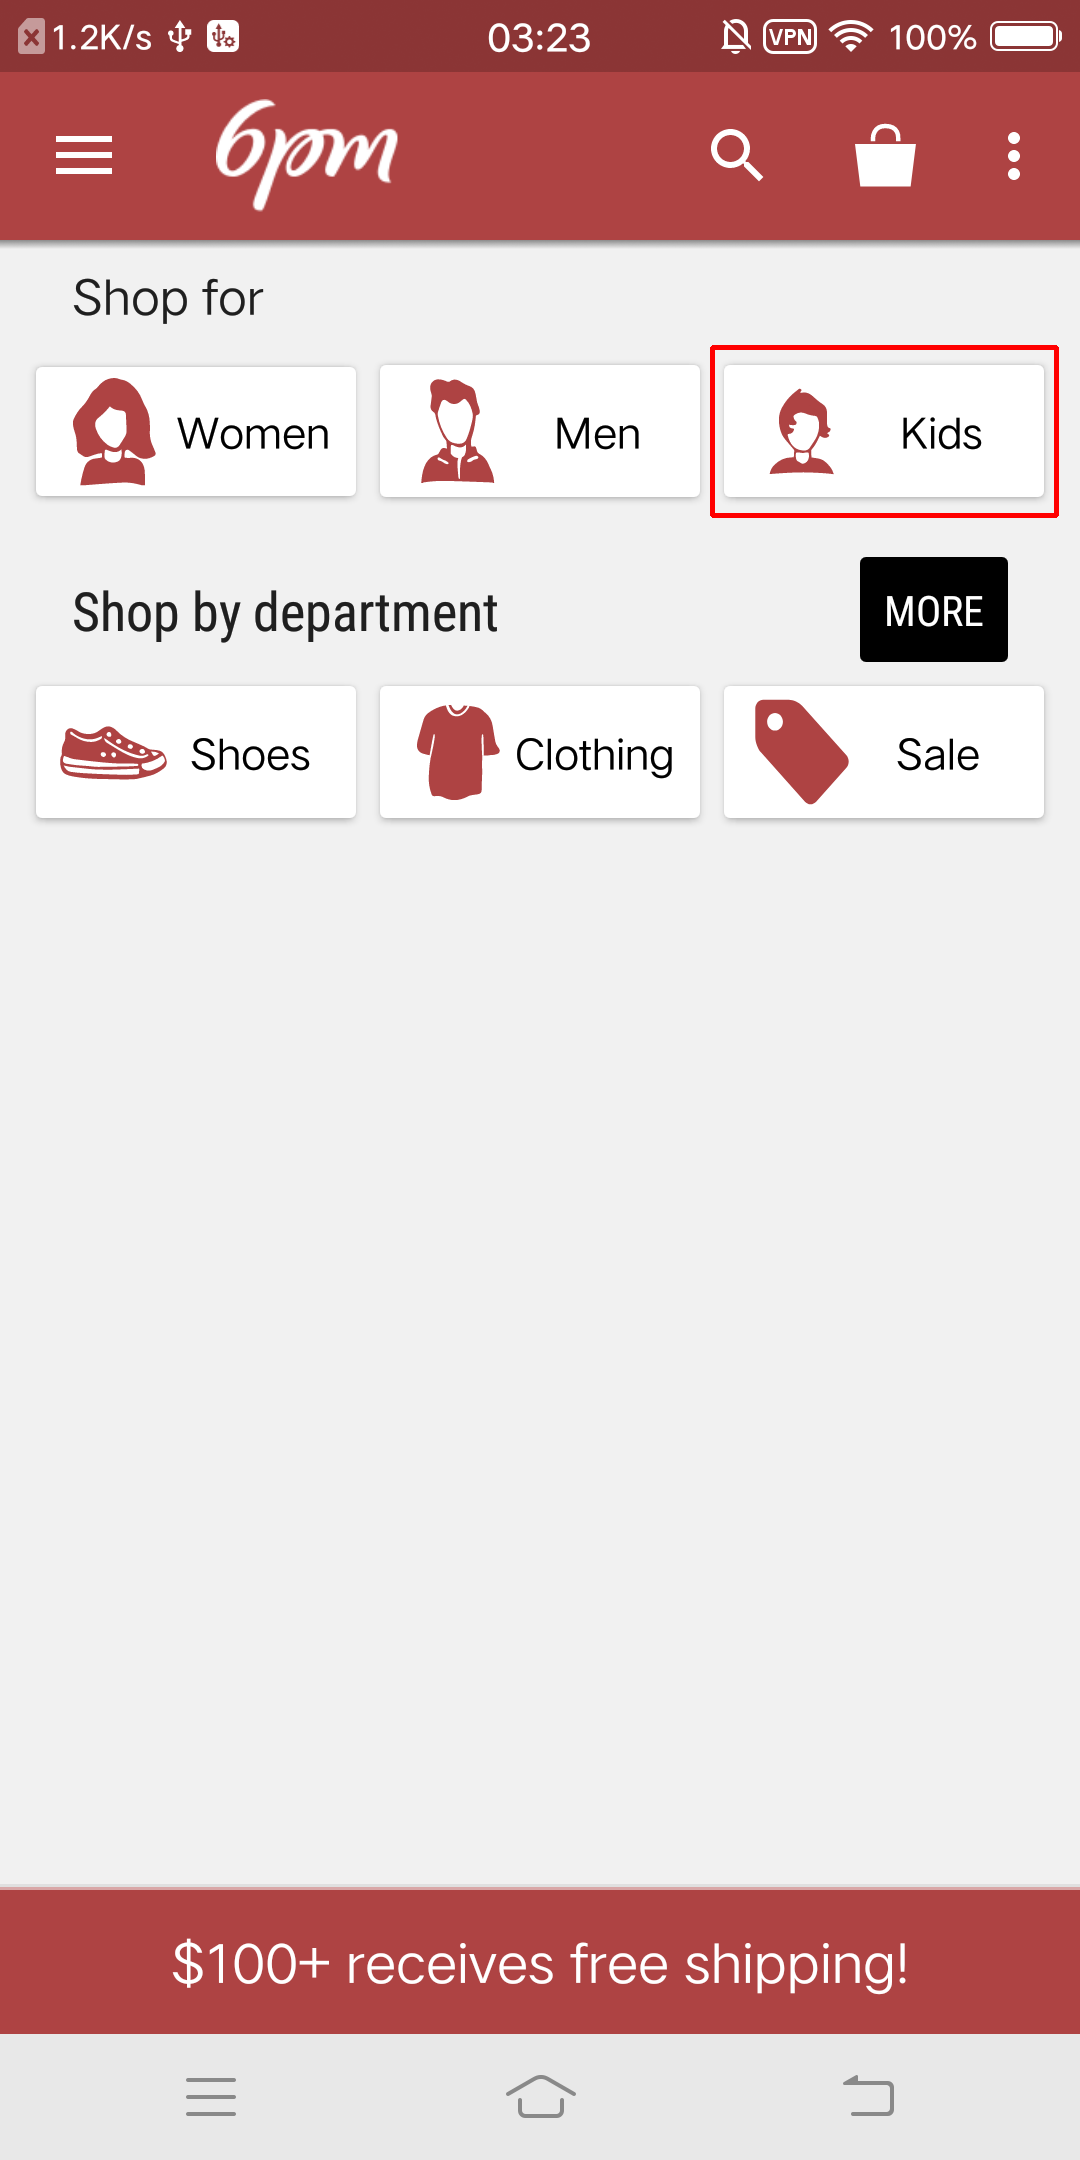 1.2K/s 03:23 VPN 100%
6pm
Shop for
Women Men Kids
Shop by department MORE
Shoes Clothing Sale
$100+ receives free shipping!